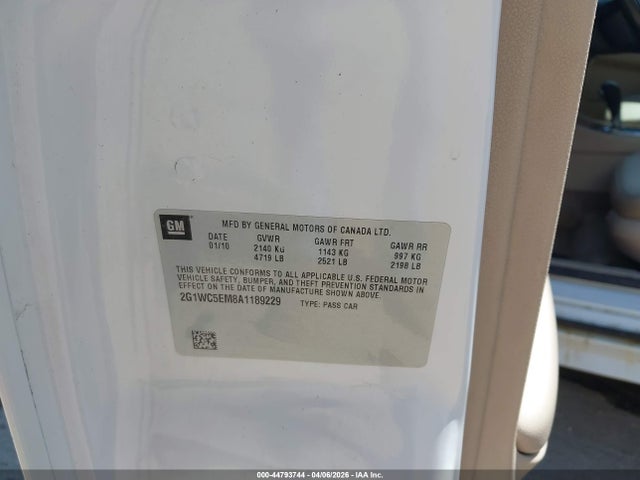 GM
MFD BY GENERAL MOTORS OF CANADA LTD.
DATE GVWR GAWR FRT GAWR RR
01/10 2140 KG 1143 KG 997 KG
4719 LB 2521 LB 2198 LB
THIS VEHICLE CONFORMS TO ALL APPLICABLE U.S. FEDERAL MOTOR
VEHICLE SAFETY, BUMPER, AND THEFT PREVENTION STANDARDS IN
EFFECT ON THE DATE OF MANUFACTURE SHOWN ABOVE.
2G1WC5EM8A1189229 TYPE: PASS CAR
000-44793744 | 04/06/2026 - IAA Inc.